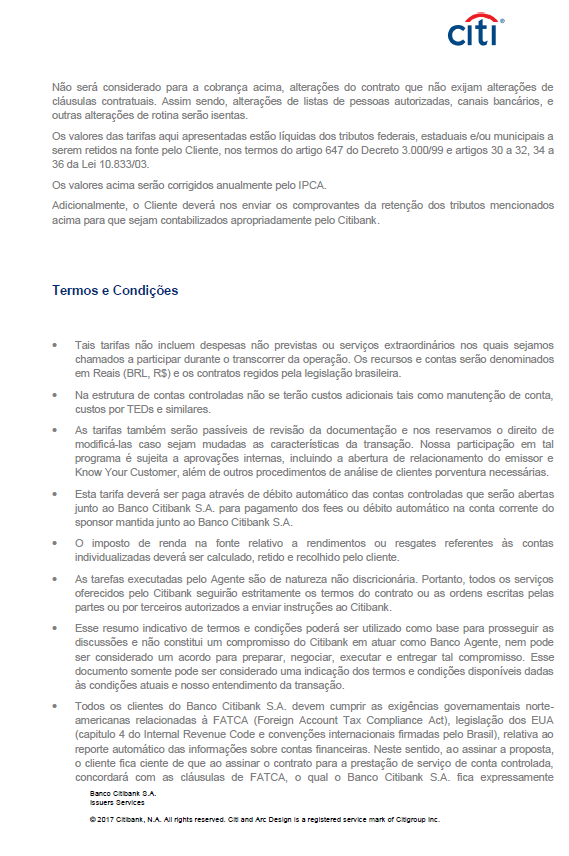 citi®
Não será considerado para a cobrança acima, alterações do contrato que não exijam alterações de
cláusulas contratuais. Assim sendo, alterações de listas de pessoas autorizadas, canais bancários, e
outras alterações de rotina serão isentas.
Os valores das tarifas aqui apresentadas estão líquidas dos tributos federais, estaduais e/ou municipais a
serem retidos na fonte pelo Cliente, nos termos do artigo 647 do Decreto 3.000/99 e artigos 30 a 32, 34 a
36 da Lei 10.833/03.
Os valores acima serão corrigidos anualmente pelo IPCA.
Adicionalmente, o Cliente deverá nos enviar os comprovantes da retenção dos tributos mencionados
acima para que sejam contabilizados apropriadamente pelo Citibank.
Termos e Condições
• Tais tarifas não incluem despesas não previstas ou serviços extraordinários nos quais sejamos
chamados a participar durante o transcorrer da operação. Os recursos e contas serão denominados
em Reais (BRL, R$) e os contratos regidos pela legislação brasileira.
• Na estrutura de contas controladas não se terão custos adicionais tais como manutenção de conta,
custos por TEDs e similares.
• As tarifas também serão passíveis de revisão da documentação e nos reservamos o direito de
modificá-las caso sejam mudadas as características da transação. Nossa participação em tal
programa é sujeita a aprovações internas, incluindo a abertura de relacionamento do emissor e
Know Your Customer, além de outros procedimentos de análise de clientes porventura necessárias.
• Esta tarifa deverá ser paga através de débito automático das contas controladas que serão abertas
junto ao Banco Citibank S.A. para pagamento dos fees ou débito automático na conta corrente do
sponsor mantida junto ao Banco Citibank S.A.
• O imposto de renda na fonte relativo a rendimentos ou resgates referentes às contas
individualizadas deverá ser calculado, retido e recolhido pelo cliente.
• As tarefas executadas pelo Agente são de natureza não discricionária. Portanto, todos os serviços
oferecidos pelo Citibank seguirão estritamente os termos do contrato ou as ordens escritas pelas
partes ou por terceiros autorizados a enviar instruções ao Citibank.
• Esse resumo indicativo de termos e condições poderá ser utilizado como base para prosseguir as
discussões e não constitui um compromisso do Citibank em atuar como Banco Agente, nem pode
ser considerado um acordo para preparar, negociar, executar e entregar tal compromisso. Esse
documento somente pode ser considerado uma indicação dos termos e condições disponíveis dadas
às condições atuais e nosso entendimento da transação.
• Todos os clientes do Banco Citibank S.A. devem cumprir as exigências governamentais norte-
americanas relacionadas à FATCA (Foreign Account Tax Compliance Act), legislação dos EUA
(capitulo 4 do Internal Revenue Code e convenções internacionais firmadas pelo Brasil), relativa ao
reporte automático das informações sobre contas financeiras. Neste sentido, ao assinar a proposta,
o cliente fica ciente de que ao assinar o contrato para a prestação de serviço de conta controlada,
concordará com as cláusulas de FATCA, o qual o Banco Citibank S.A. fica expressamente
Banco Citibank S.A.
Issuers Services
© 2017 Citibank, N.A. All rights reserved. Citi and Arc Design is a registered service mark of Citigroup Inc.